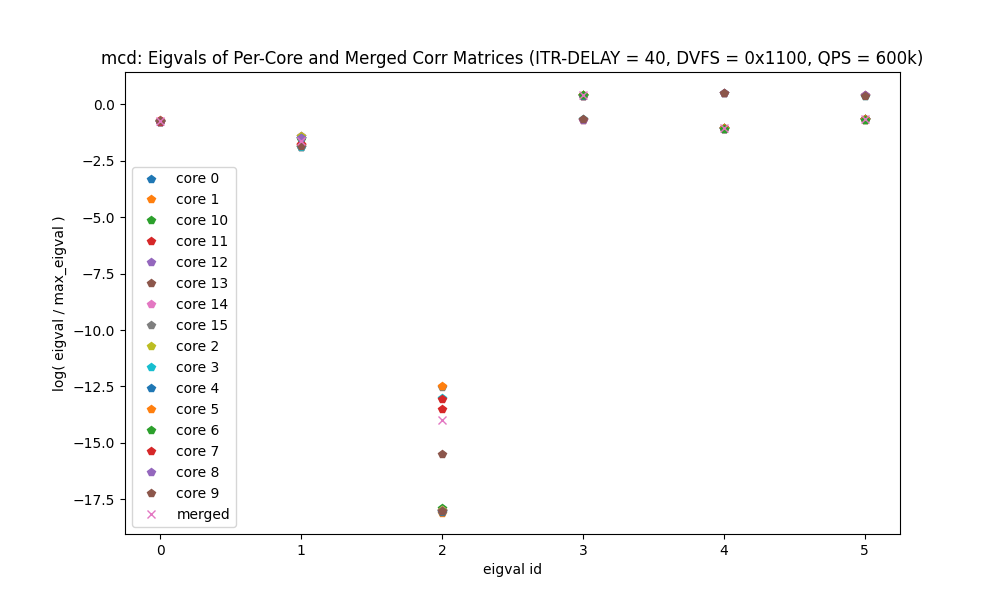 mcd: Eigvals of Per-Core and Merged Corr Matrices (ITR-DELAY = 40, DVFS = 0x1100, QPS = 600k)
log( eigval / max_eigval )
0.0
−2.5
−5.0
−7.5
−10.0
−12.5
−15.0
−17.5
core 0
core 1
core 10
core 11
core 12
core 13
core 14
core 15
core 2
core 3
core 4
core 5
core 6
core 7
core 8
core 9
merged
0 1 2 3 4 5
eigval id